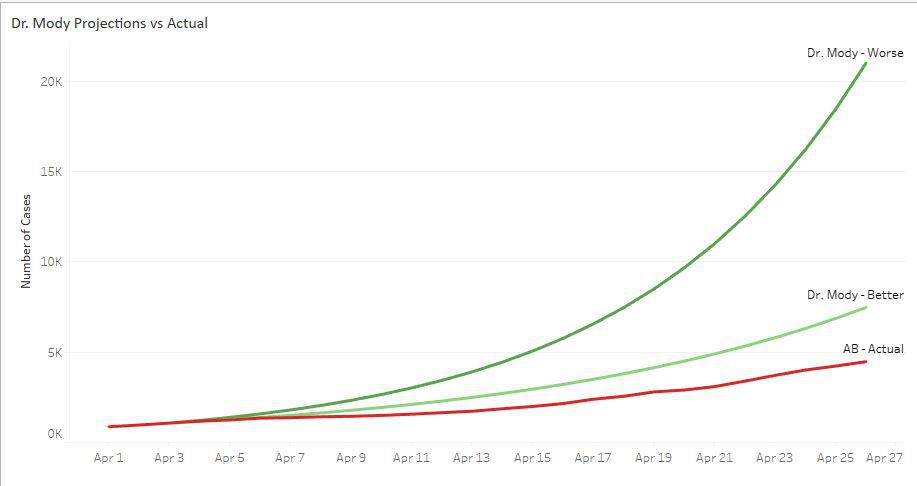 Dr. Mody Projections vs Actual
Dr. Mody - Worse
20K
15K
Number of Cases
10K
Dr. Mody - Better
5K
AB - Actual
0K
Apr 1 Apr 3 Apr 5 Apr 7 Apr 9 Apr 11 Apr 13 Apr 15 Apr 17 Apr 19 Apr 21 Apr 23 Apr 25 Apr 27